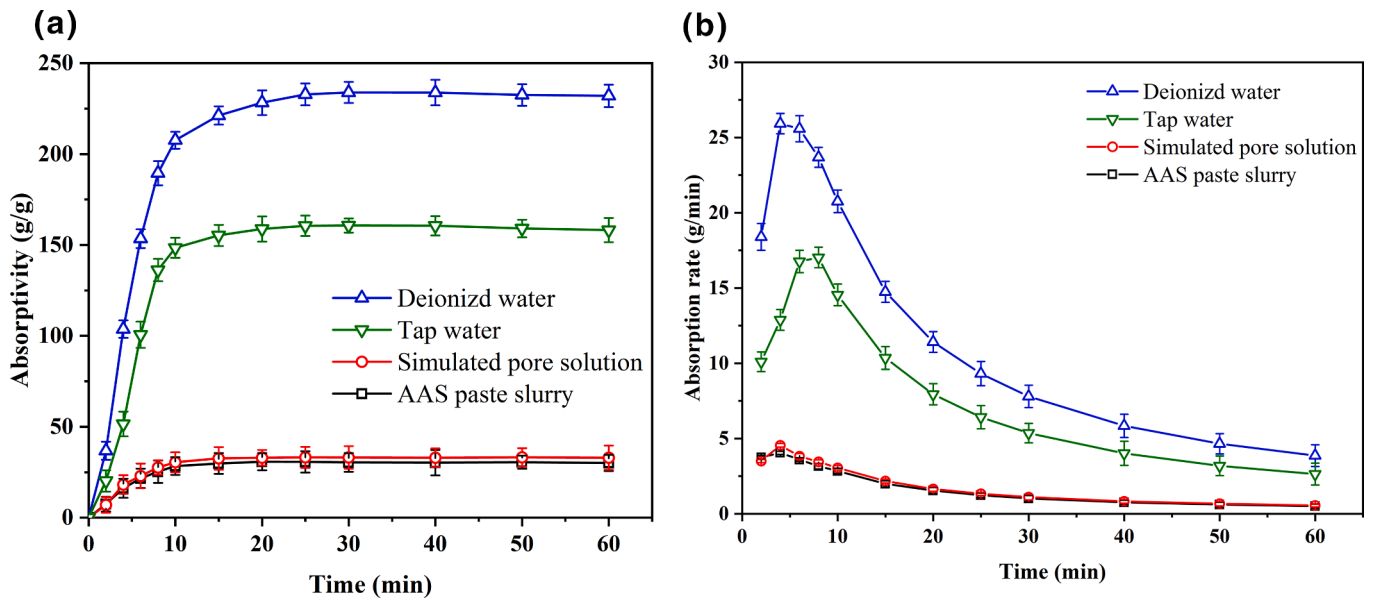 (a)
250
200
150
100
50
0
Absorptivity (g/g)
Deionizd water
Tap water
Simulated pore solution
AAS paste slurry
0 10 20 30 40 50 60
Time (min)
(b)
30
25
20
15
10
5
0
Absorption rate (g/min)
Deionizd water
Tap water
Simulated pore solution
AAS paste slurry
0 10 20 30 40 50 60
Time (min)